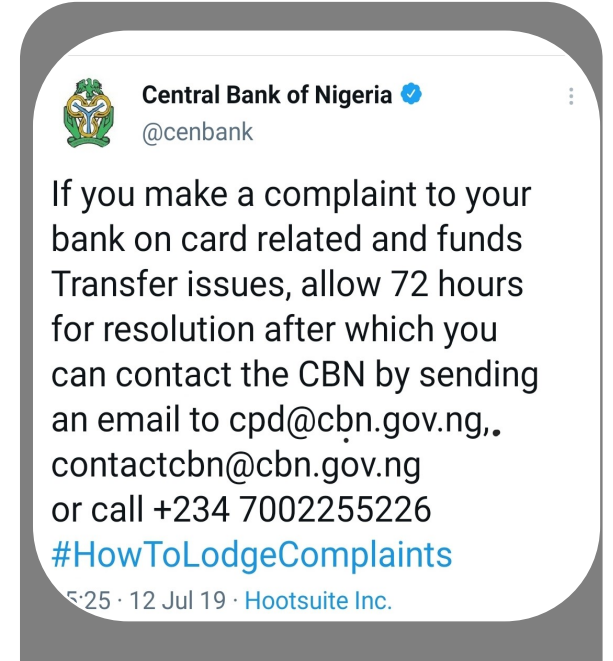 Central Bank of Nigeria
@cenbank
If you make a complaint to your
bank on card related and funds
Transfer issues, allow 72 hours
for resolution after which you
can contact the CBN by sending
an email to cpd@cbn.gov.ng,.
contactcbn@cbn.gov.ng
or call +234 7002255226
#HowToLodgeComplaints
5:25 · 12 Jul 19 · Hootsuite Inc.